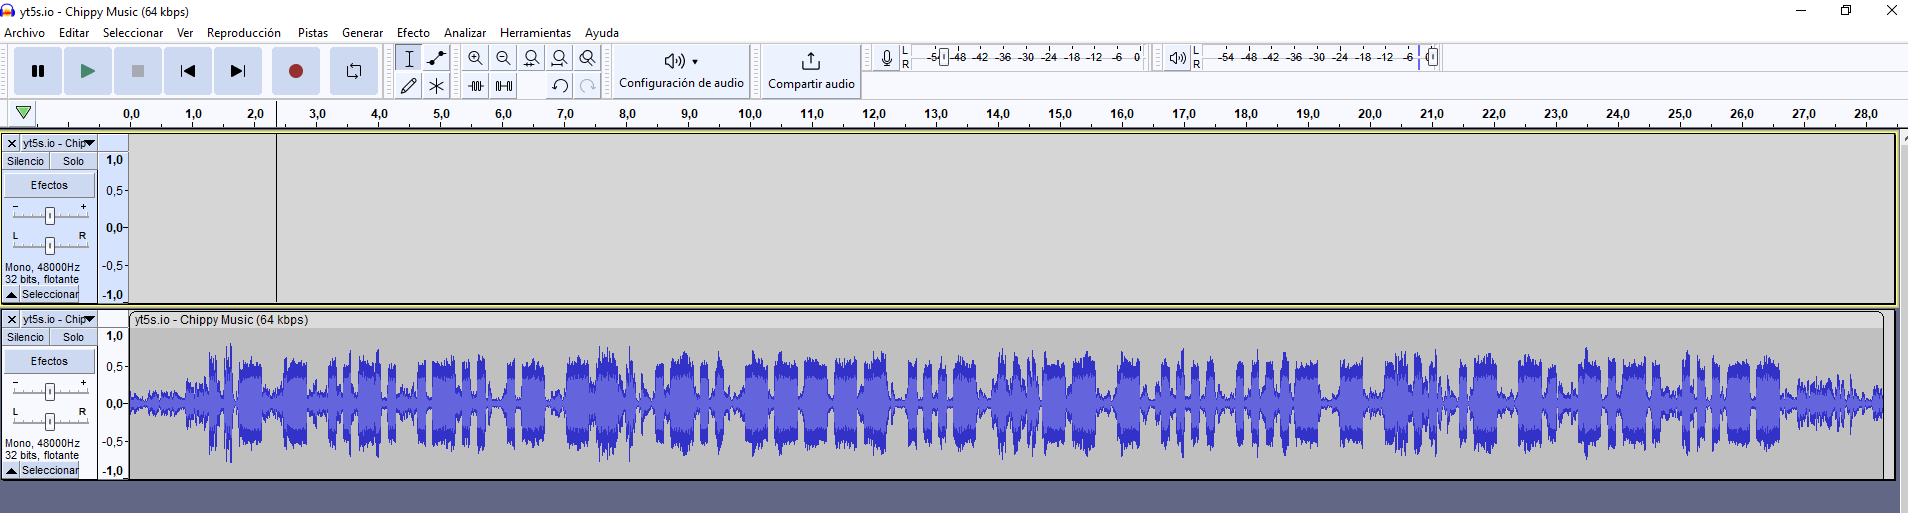 yt5s.io - Chippy Music (64 kbps)
Archivo Editar Seleccionar Ver Reproducción Pistas Generar Efecto Analizar Herramientas Ayuda
Configuración de audio
Compartir audio
L
R
-54 -48 -42 -36 -30 -24 -18 -12 -6 0
L
R
-54 -48 -42 -36 -30 -24 -18 -12 -6 0
0,0 1,0 2,0 3,0 4,0 5,0 6,0 7,0 8,0 9,0 10,0 11,0 12,0 13,0 14,0 15,0 16,0 17,0 18,0 19,0 20,0 21,0 22,0 23,0 24,0 25,0 26,0 27,0 28,0
yt5s.io - Chip
Silencio Solo
Efectos
- +
L R
Mono, 48000Hz
32 bits, flotante
Seleccionar
1,0
0,5
0,0
-0,5
-1,0
yt5s.io - Chip
Silencio Solo
Efectos
- +
L R
Mono, 48000Hz
32 bits, flotante
Seleccionar
1,0
0,5
0,0
-0,5
-1,0
yt5s.io - Chippy Music (64 kbps)